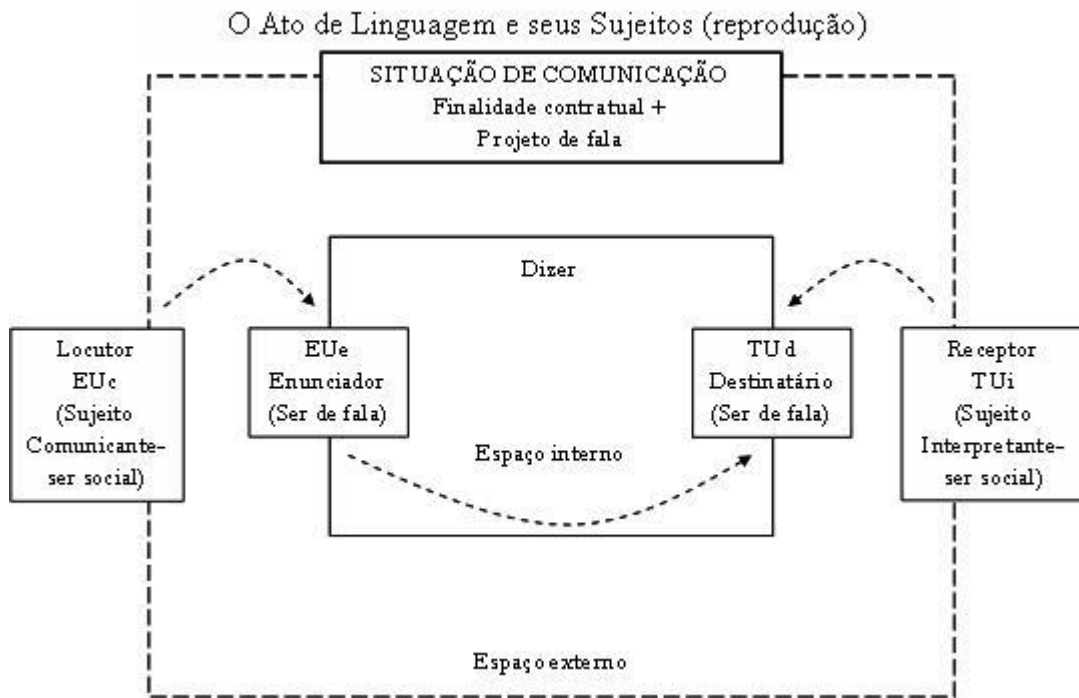 O Ato de Linguagem e seus Sujeitos (reprodução)
SITUAÇÃO DE COMUNICAÇÃO
Finalidade contratual +
Projeto de fala
Dizer
Locutor
EUc
(Sujeito
Comunicante-
ser social)
EUe
Enunciador
(Ser de fala)
TUd
Destinatário
(Ser de fala)
Receptor
TUi
(Sujeito
Interpretante-
ser social)
Espaço interno
Espaço externo